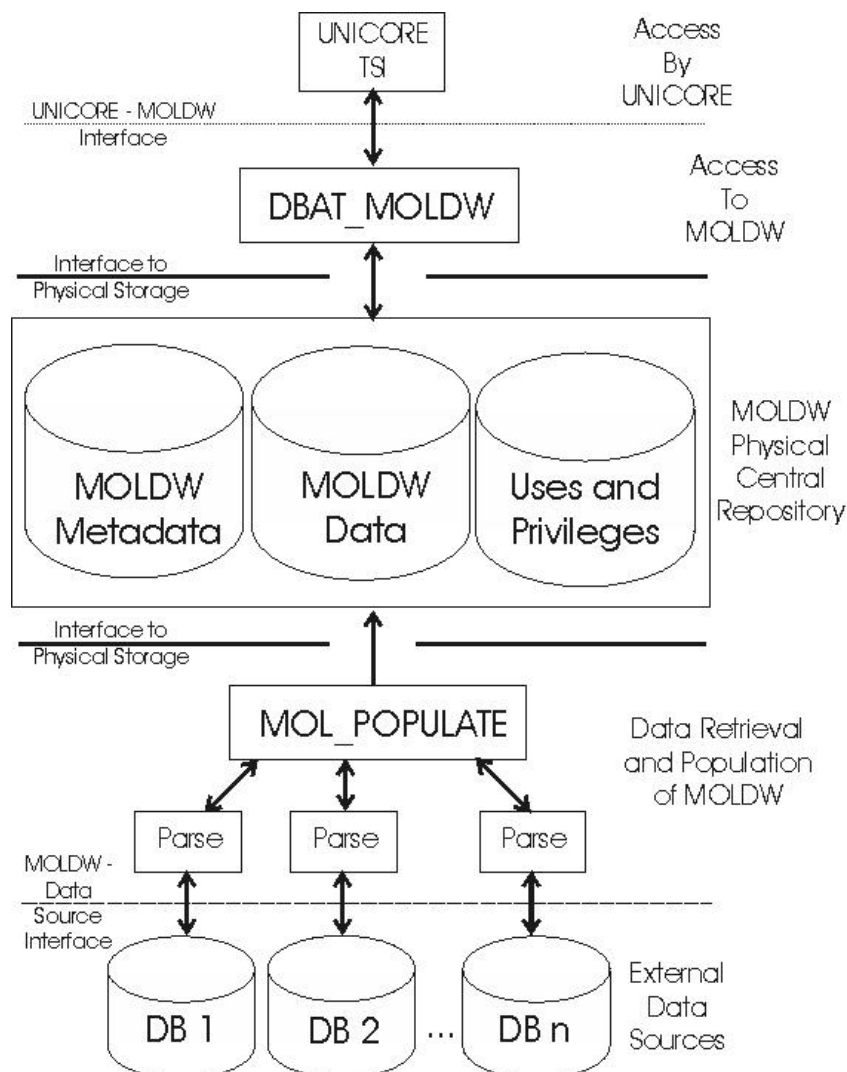 UNICORE
TSI
Access
By
UNICORE
UNICORE - MOLDW
Interface
DBAT_MOLDW
Access
To
MOLDW
Interface to
Physical Storage
MOLDW
Metadata
MOLDW
Data
Uses and
Privileges
MOLDW
Physical
Central
Repository
Interface to
Physical Storage
MOL_POPULATE
Data Retrieval
and Population
of MOLDW
Parse
Parse
Parse
MOLDW -
Data
Source
Interface
DB 1
DB 2
...
DB n
External
Data
Sources